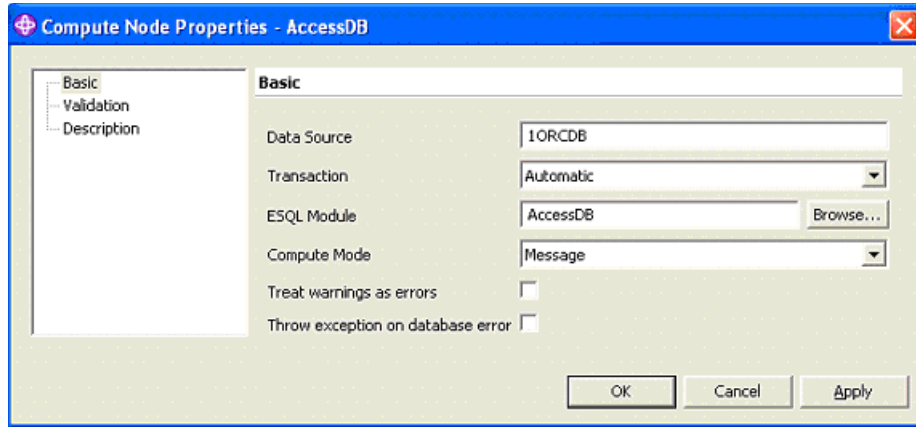 Compute Node Properties - AccessDB
Basic
Validation
Description
Basic
Data Source 1ORCDB
Transaction Automatic
ESQL Module AccessDB Browse...
Compute Mode Message
Treat warnings as errors
Throw exception on database error
OK Cancel Apply